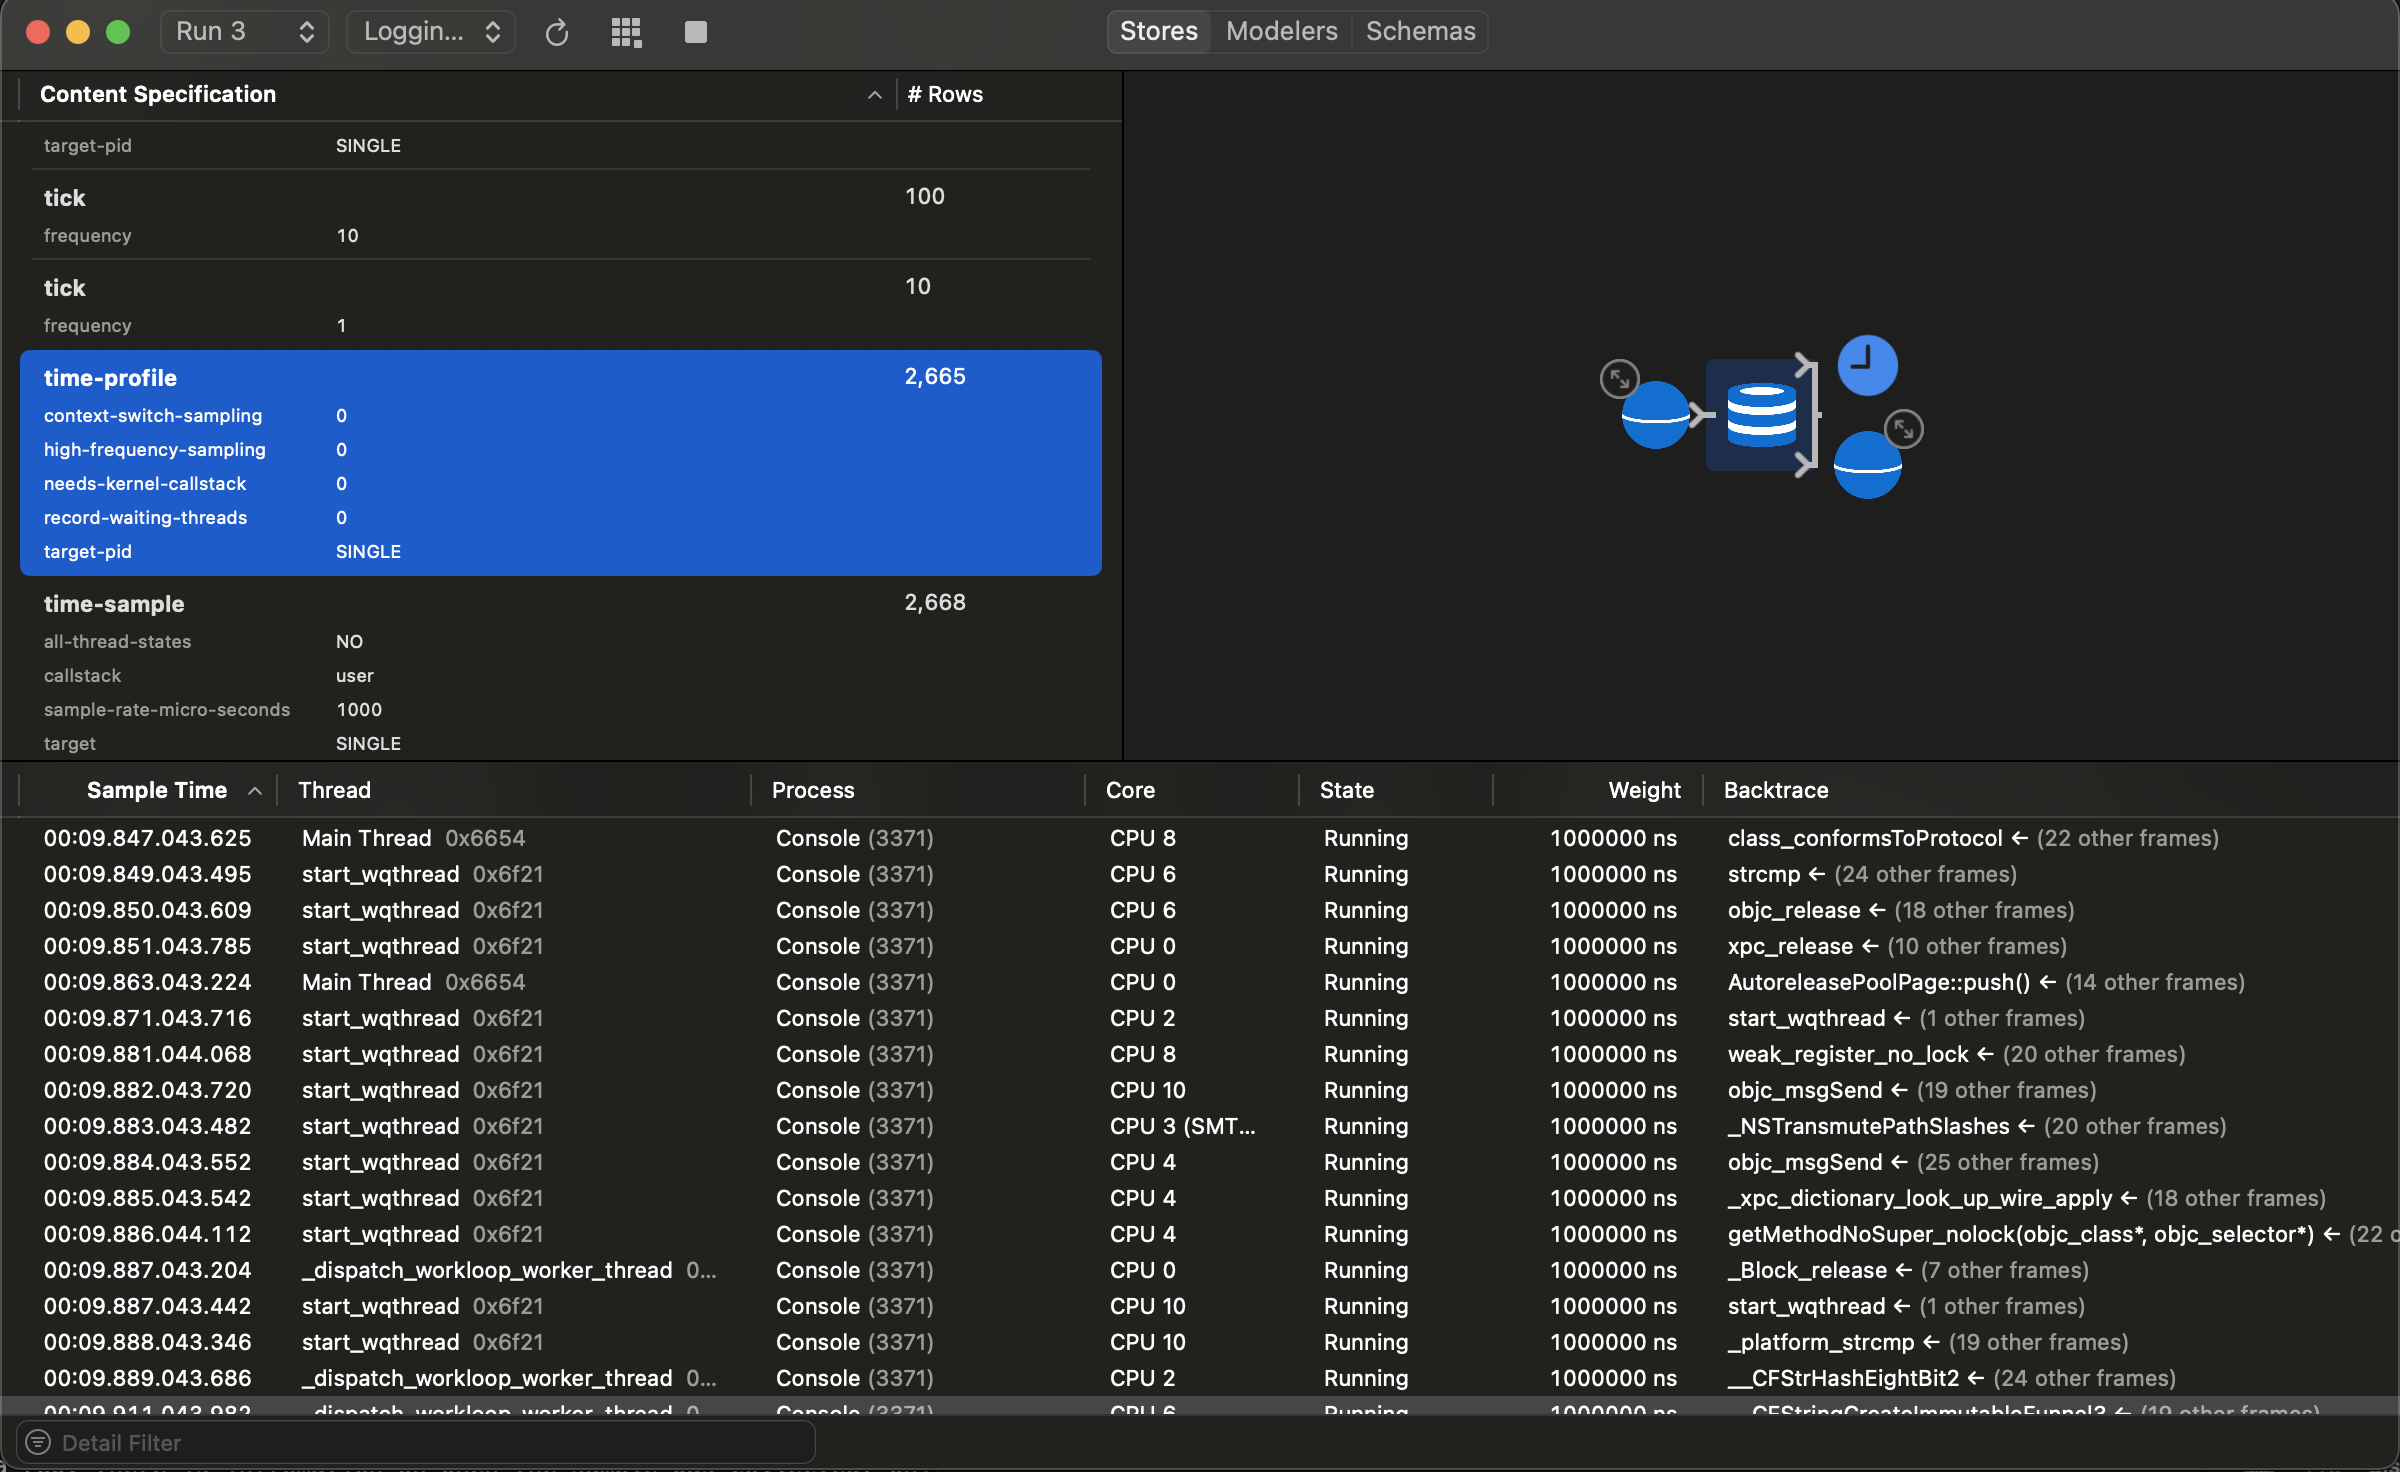 Run 3 Loggin... Stores Modelers Schemas
Content Specification # Rows
target-pid SINGLE
tick 100
frequency 10
tick 10
frequency 1
time-profile 2,665
context-switch-sampling 0
high-frequency-sampling 0
needs-kernel-callstack 0
record-waiting-threads 0
target-pid SINGLE
time-sample 2,668
all-thread-states NO
callstack user
sample-rate-micro-seconds 1000
target SINGLE
Sample Time Thread Process Core State Weight Backtrace
00:09.847.043.625 Main Thread 0x6654 Console (3371) CPU 8 Running 1000000 ns class_conformsToProtocol ← (22 other frames)
00:09.849.043.495 start_wqthread 0x6f21 Console (3371) CPU 6 Running 1000000 ns strcmp ← (24 other frames)
00:09.850.043.609 start_wqthread 0x6f21 Console (3371) CPU 6 Running 1000000 ns objc_release ← (18 other frames)
00:09.851.043.785 start_wqthread 0x6f21 Console (3371) CPU 0 Running 1000000 ns xpc_release ← (10 other frames)
00:09.863.043.224 Main Thread 0x6654 Console (3371) CPU 0 Running 1000000 ns AutoreleasePoolPage::push() ← (14 other frames)
00:09.871.043.716 start_wqthread 0x6f21 Console (3371) CPU 2 Running 1000000 ns start_wqthread ← (1 other frames)
00:09.881.044.068 start_wqthread 0x6f21 Console (3371) CPU 8 Running 1000000 ns weak_register_no_lock ← (20 other frames)
00:09.882.043.720 start_wqthread 0x6f21 Console (3371) CPU 10 Running 1000000 ns objc_msgSend ← (19 other frames)
00:09.883.043.482 start_wqthread 0x6f21 Console (3371) CPU 3 (SMT... Running 1000000 ns _NSTransmutePathSlashes ← (20 other frames)
00:09.884.043.552 start_wqthread 0x6f21 Console (3371) CPU 4 Running 1000000 ns objc_msgSend ← (25 other frames)
00:09.885.043.542 start_wqthread 0x6f21 Console (3371) CPU 4 Running 1000000 ns _xpc_dictionary_look_up_wire_apply ← (18 other frames)
00:09.886.044.112 start_wqthread 0x6f21 Console (3371) CPU 4 Running 1000000 ns getMethodNoSuper_nolock(objc_class*, objc_selector*) ← (22 o
00:09.887.043.204 _dispatch_workloop_worker_thread 0... Console (3371) CPU 0 Running 1000000 ns _Block_release ← (7 other frames)
00:09.887.043.442 start_wqthread 0x6f21 Console (3371) CPU 10 Running 1000000 ns start_wqthread ← (1 other frames)
00:09.888.043.346 start_wqthread 0x6f21 Console (3371) CPU 10 Running 1000000 ns _platform_strcmp ← (19 other frames)
00:09.889.043.686 _dispatch_workloop_worker_thread 0... Console (3371) CPU 2 Running 1000000 ns __CFStrHashEightBit2 ← (24 other frames)
00:09.911.043.982 _dispatch_workloop_worker_thread 0... Console (3371) CPU 6 Running 1000000 ns __CFStringCreateImmutableFunnel3 ← (19 other frames)
Detail Filter